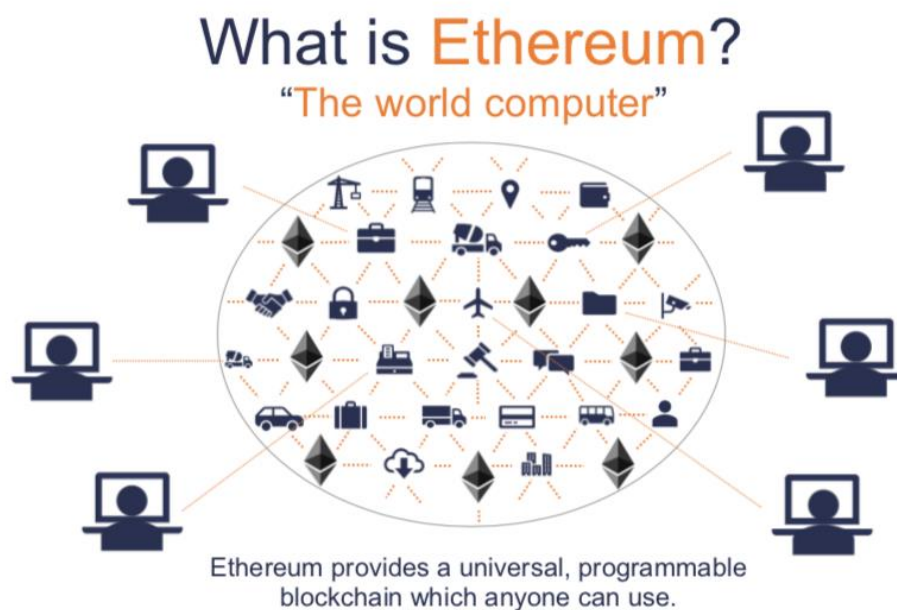 What is Ethereum?
“The world computer”
Ethereum provides a universal, programmable
blockchain which anyone can use.